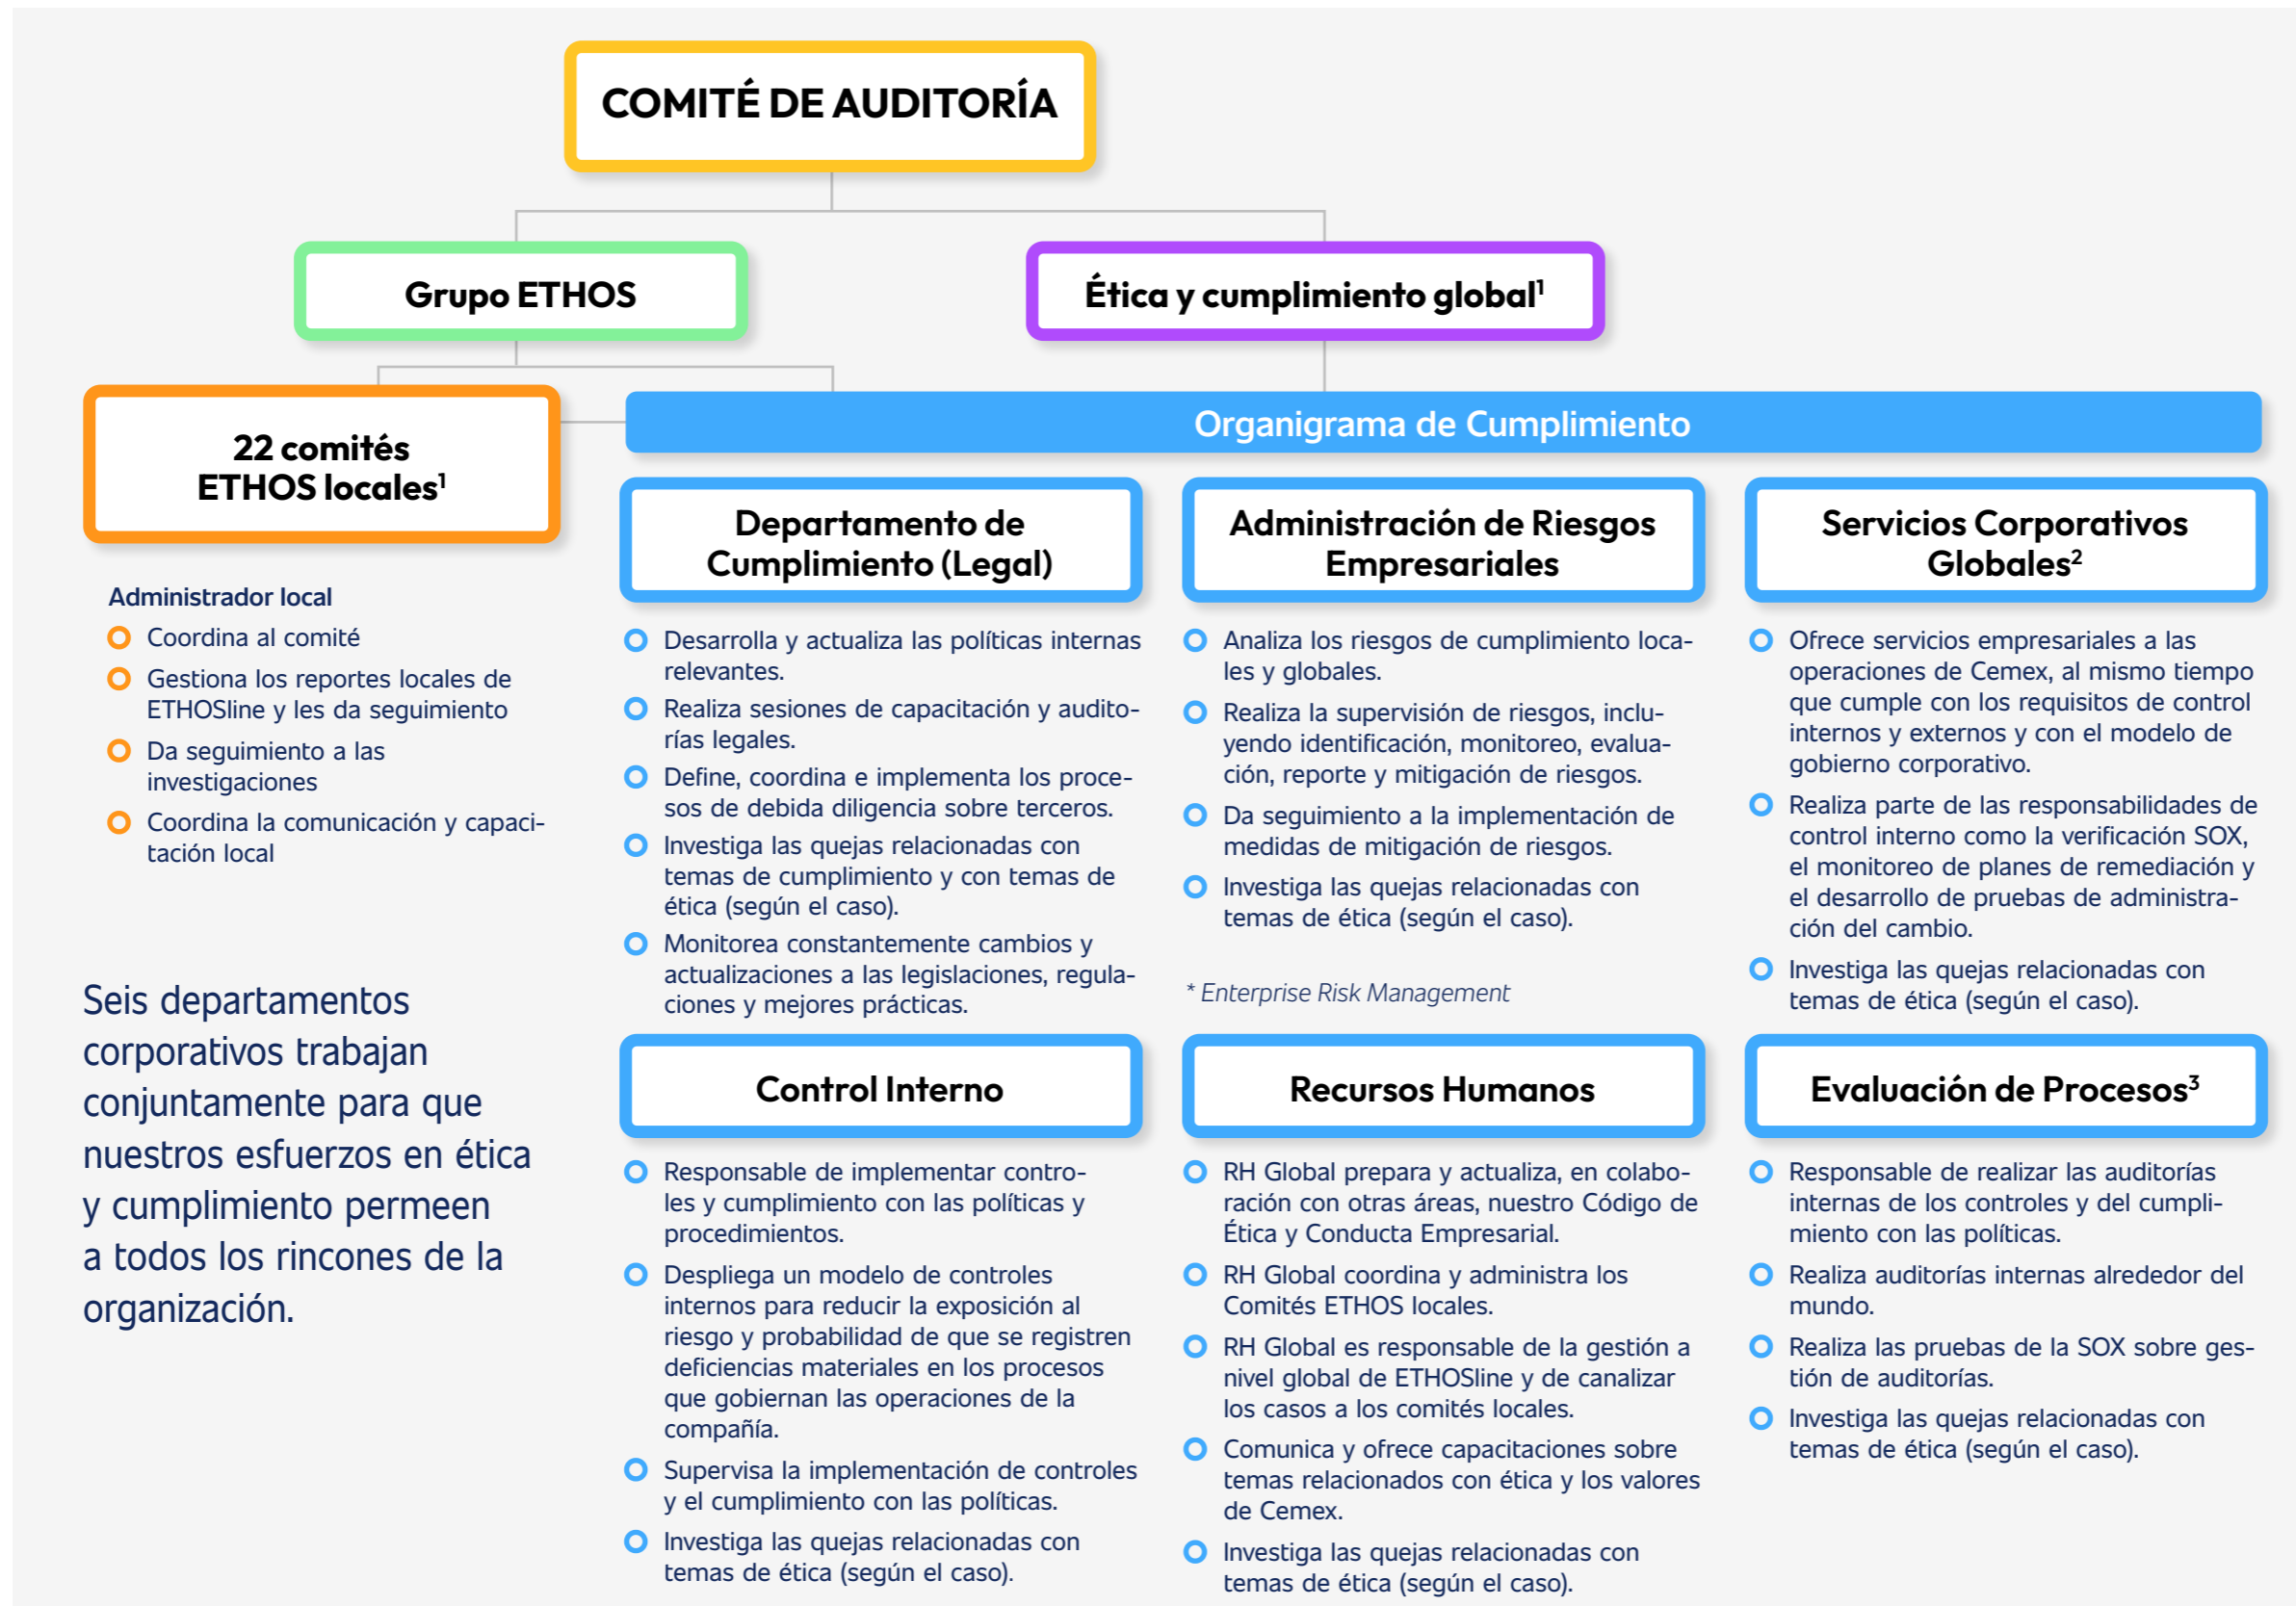 COMITÉ DE AUDITORÍA
Grupo ETHOS
Ética y cumplimiento global¹
22 comités
ETHOS locales¹
Administrador local
Coordina al comité
Gestiona los reportes locales de
ETHOSline y les da seguimiento
Da seguimiento a las
investigaciones
Coordina la comunicación y capaci-
tación local
Seis departamentos
corporativos trabajan
conjuntamente para que
nuestros esfuerzos en ética
y cumplimiento permeen
a todos los rincones de la
organización.
Organigrama de Cumplimiento
Departamento de
Cumplimiento (Legal)
Desarrolla y actualiza las políticas internas
relevantes.
Realiza sesiones de capacitación y audito-
rías legales.
Define, coordina e implementa los proce-
sos de debida diligencia sobre terceros.
Investiga las quejas relacionadas con
temas de cumplimiento y con temas de
ética (según el caso).
Monitorea constantemente cambios y
actualizaciones a las legislaciones, regula-
ciones y mejores prácticas.
Administración de Riesgos
Empresariales
Analiza los riesgos de cumplimiento loca-
les y globales.
Realiza la supervisión de riesgos, inclu-
yendo identificación, monitoreo, evalua-
ción, reporte y mitigación de riesgos.
Da seguimiento a la implementación de
medidas de mitigación de riesgos.
Investiga las quejas relacionadas con
temas de ética (según el caso).
* Enterprise Risk Management
Servicios Corporativos
Globales²
Ofrece servicios empresariales a las
operaciones de Cemex, al mismo tiempo
que cumple con los requisitos de control
internos y externos y con el modelo de
gobierno corporativo.
Realiza parte de las responsabilidades de
control interno como la verificación SOX,
el monitoreo de planes de remediación y
el desarrollo de pruebas de administra-
ción del cambio.
Investiga las quejas relacionadas con
temas de ética (según el caso).
Control Interno
Responsable de implementar contro-
les y cumplimiento con las políticas y
procedimientos.
Despliega un modelo de controles
internos para reducir la exposición al
riesgo y probabilidad de que se registren
deficiencias materiales en los procesos
que gobiernan las operaciones de la
compañía.
Supervisa la implementación de controles
y el cumplimiento con las políticas.
Investiga las quejas relacionadas con
temas de ética (según el caso).
Recursos Humanos
RH Global prepara y actualiza, en colabo-
ración con otras áreas, nuestro Código de
Ética y Conducta Empresarial.
RH Global coordina y administra los
Comités ETHOS locales.
RH Global es responsable de la gestión a
nivel global de ETHOSline y de canalizar
los casos a los comités locales.
Comunica y ofrece capacitaciones sobre
temas relacionados con ética y los valores
de Cemex.
Investiga las quejas relacionadas con
temas de ética (según el caso).
Evaluación de Procesos³
Responsable de realizar las auditorías
internas de los controles y del cumpli-
miento con las políticas.
Realiza auditorías internas alrededor del
mundo.
Realiza las pruebas de la SOX sobre ges-
tión de auditorías.
Investiga las quejas relacionadas con
temas de ética (según el caso).